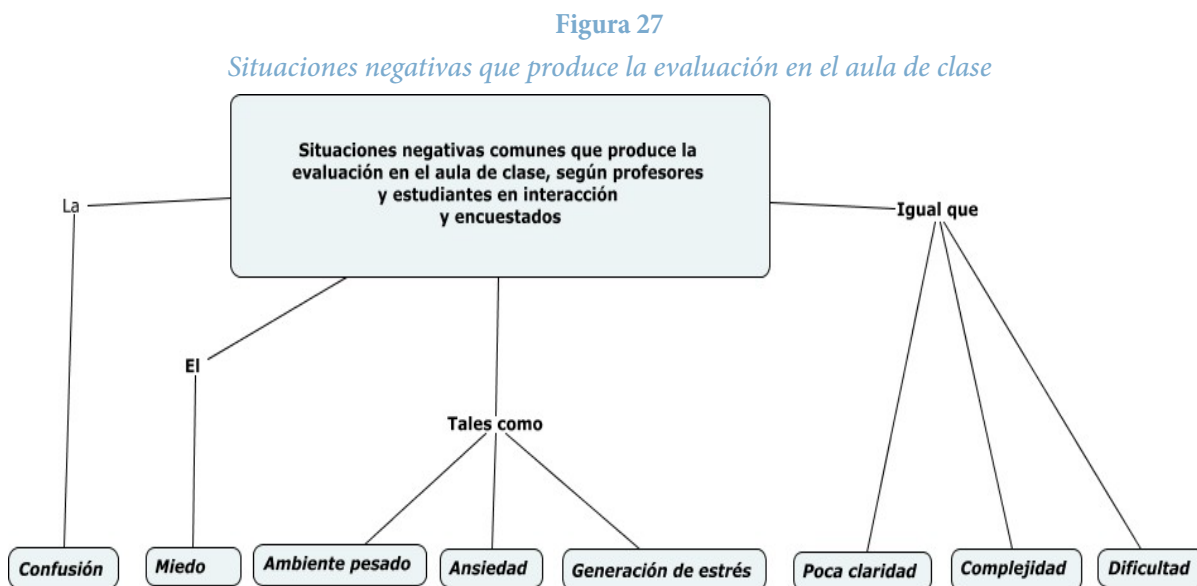 Figura 27
Situaciones negativas que produce la evaluación en el aula de clase
Situaciones negativas comunes que produce la
evaluación en el aula de clase, según profesores
y estudiantes en interacción
y encuestados
La
Igual que
El
Tales como
Confusión
Miedo
Ambiente pesado
Ansiedad
Generación de estrés
Poca claridad
Complejidad
Dificultad